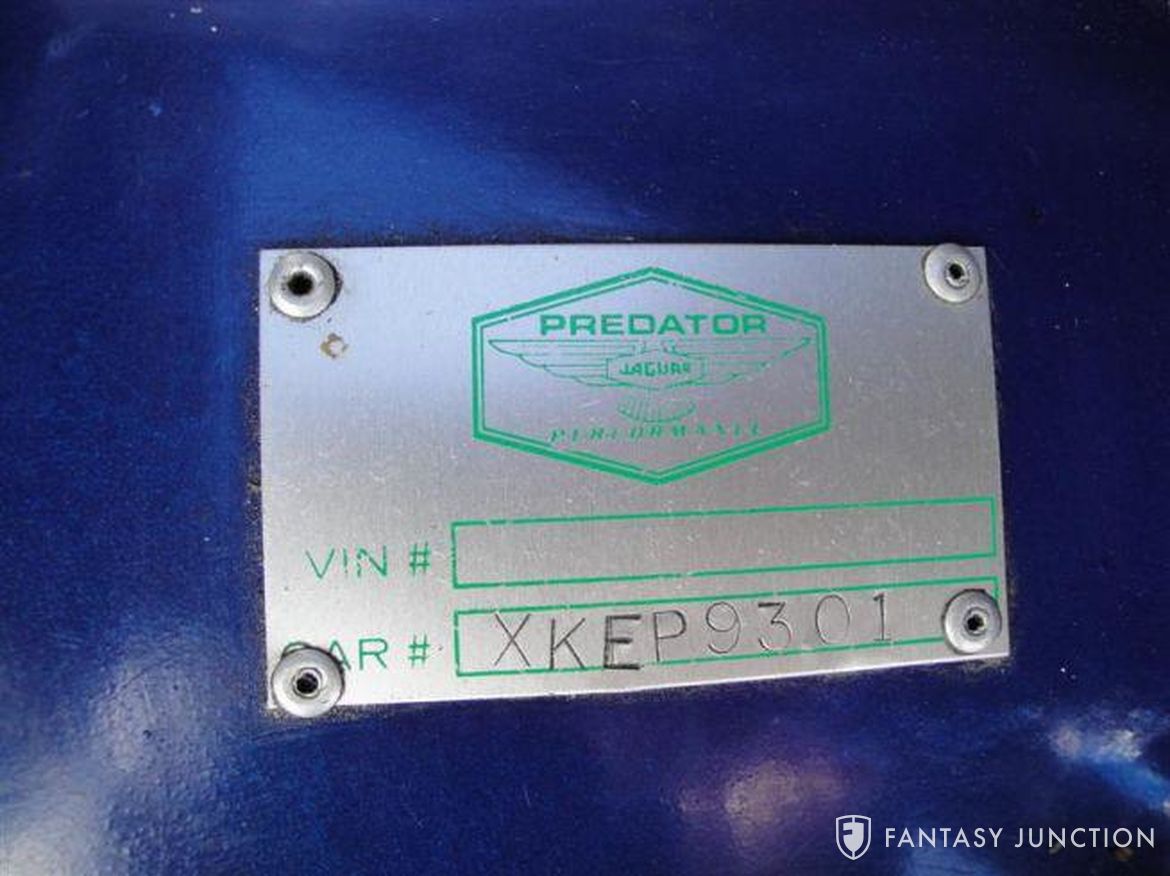 PREDATOR
JAGUAR
PERFORMANCE
VIN #
CAR # XKEP9301
FANTASY JUNCTION